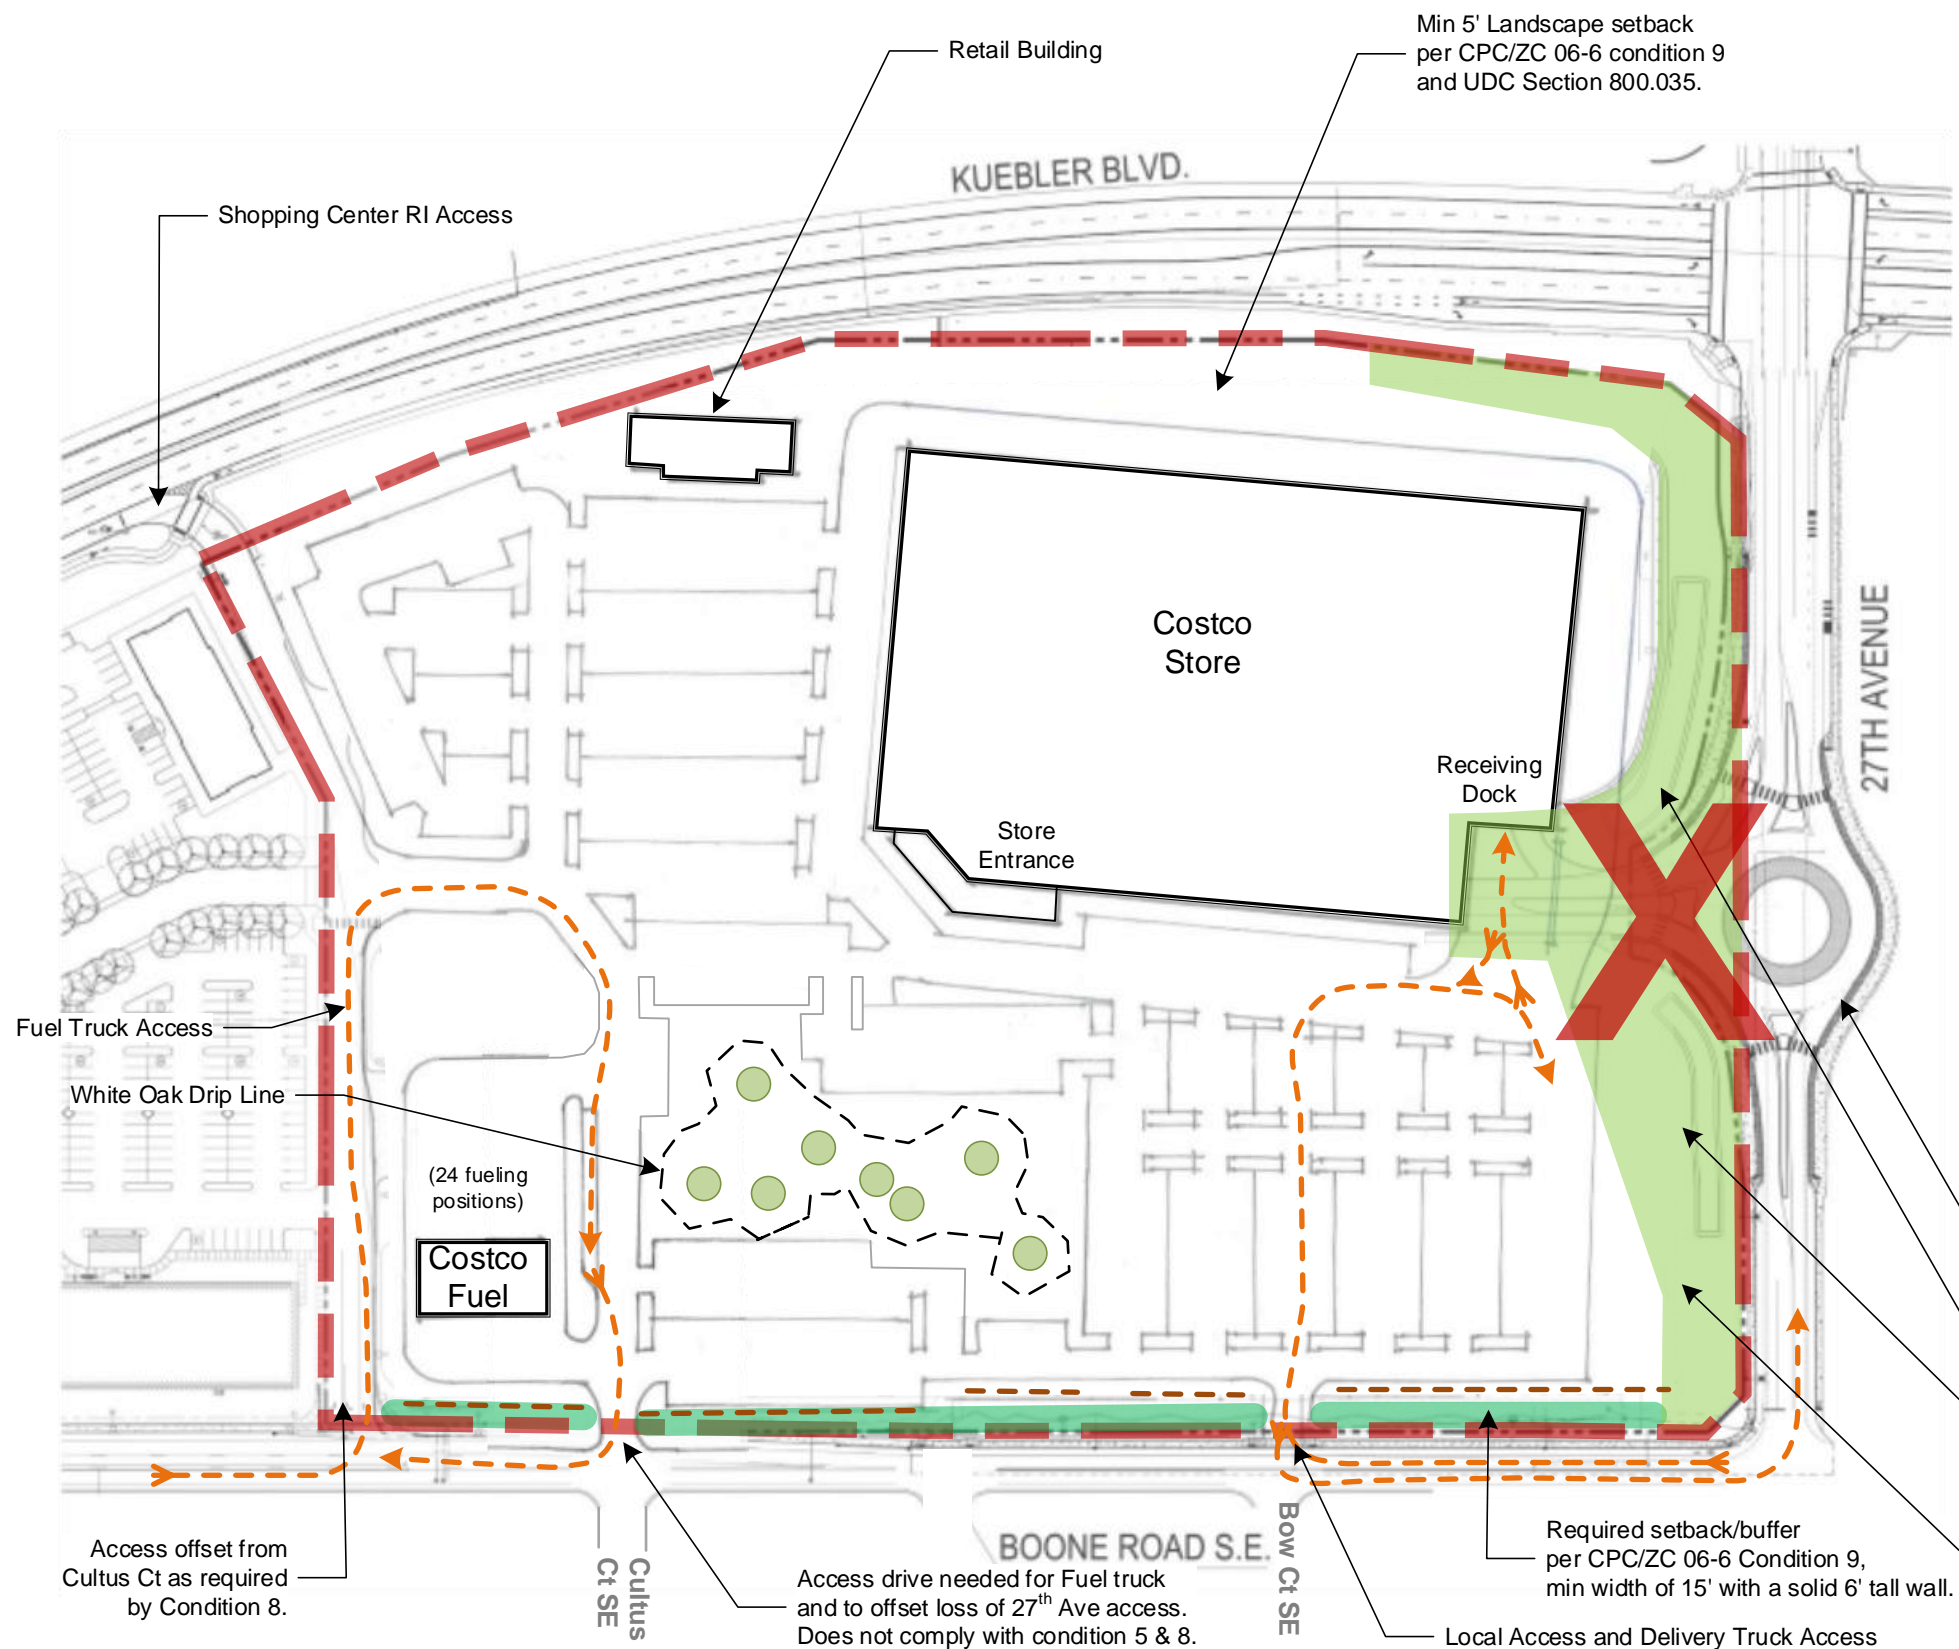 Min 5' Landscape setback
per CPC/ZC 06-6 condition 9
and UDC Section 800.035.
Retail Building
KUEBLER BLVD.
Shopping Center RI Access
Costco
Store
27TH AVENUE
Receiving
Dock
Store
Entrance
Fuel Truck Access
White Oak Drip Line
(24 fueling
positions)
Costco
Fuel
Access offset from
Cultus Ct as required
by Condition 8.
Cultus
Ct SE
Access drive needed for Fuel truck
and to offset loss of 27th Ave access.
Does not comply with condition 5 & 8.
BOONE ROAD S.E.
Bow Ct SE
Required setback/buffer
per CPC/ZC 06-6 Condition 9,
min width of 15' with a solid 6' tall wall.
Local Access and Delivery Truck Access